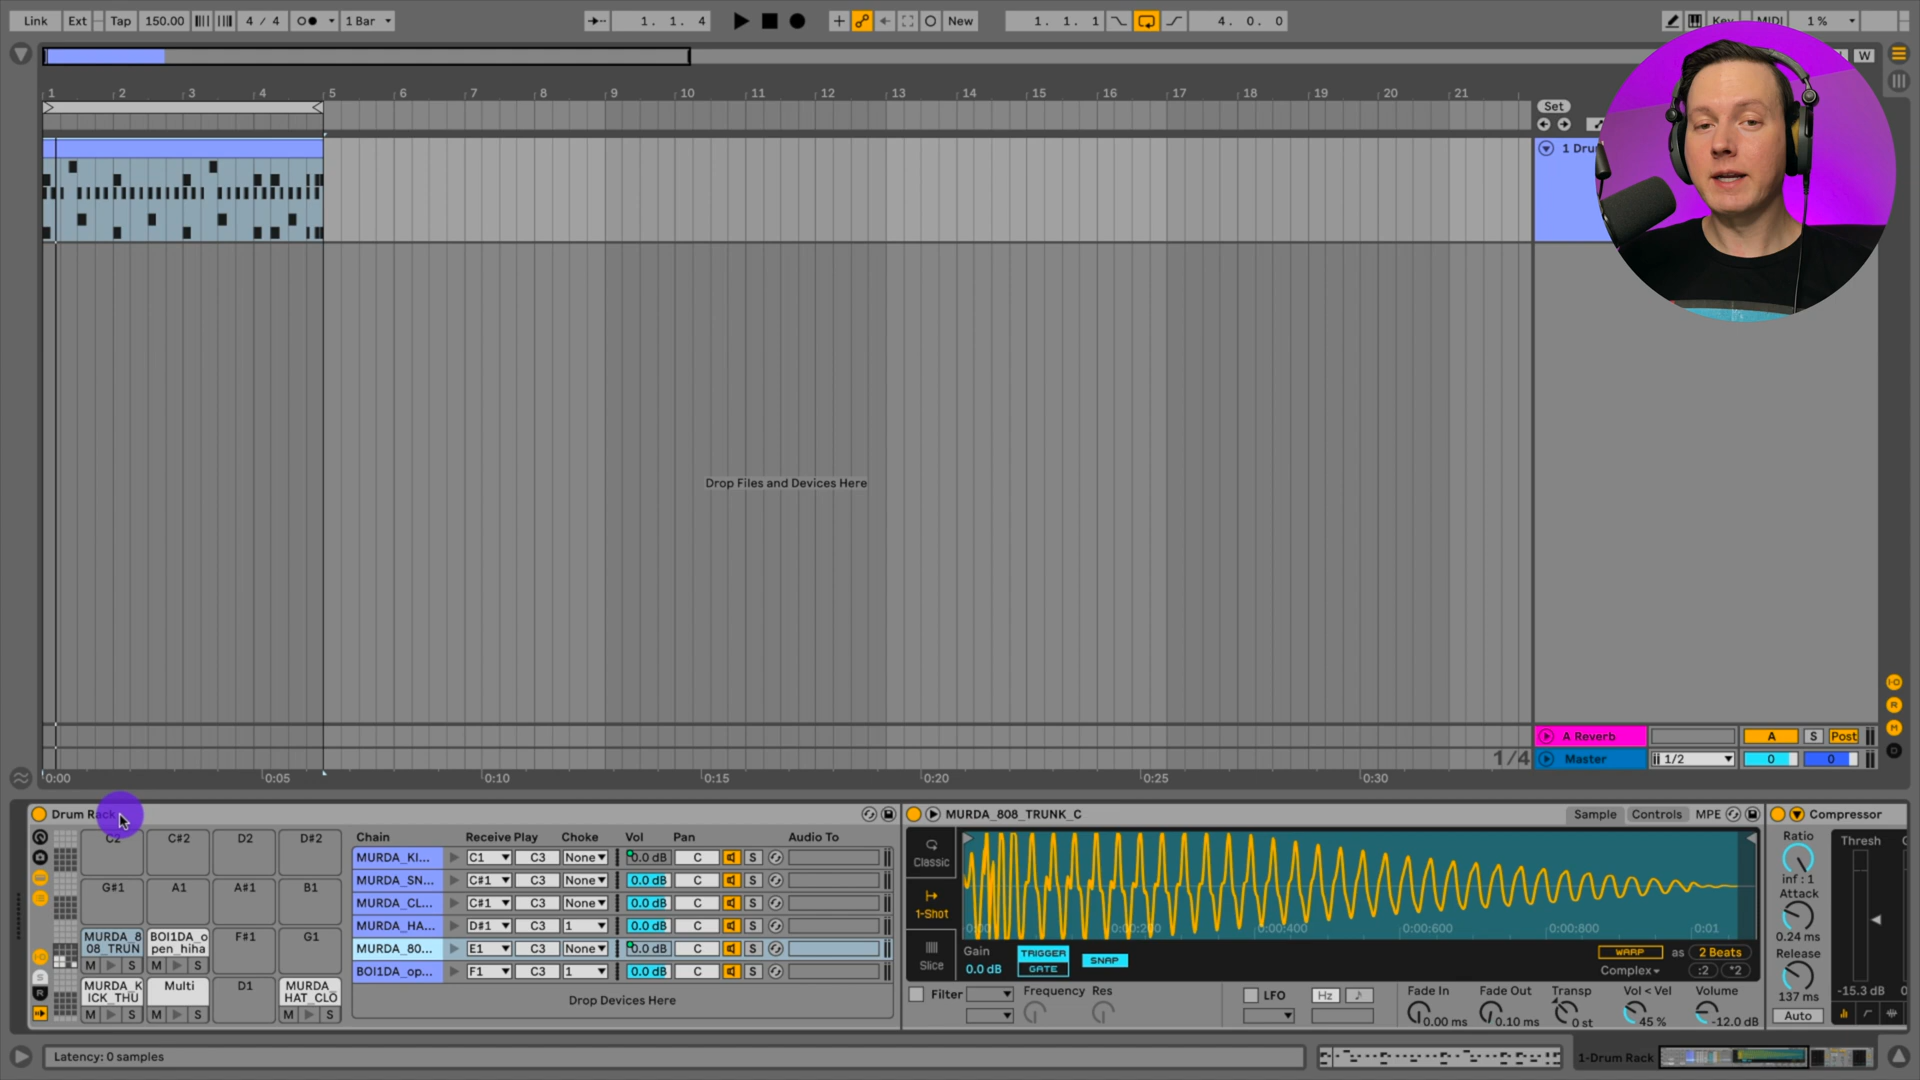 Link Ext Tap 150.00 4 / 4 1 Bar 1. 1. 4 New 1. 1. 1 4. 0. 0 Key MIDI 1 %
W
1 2 3 4 5 6 7 8 9 10 11 12 13 14 15 16 17 18 19 20 21
Set
1 Dru
Drop Files and Devices Here
A Reverb A S Post
1/4 Master 1/2 0 0
0:00 0:05 0:10 0:15 0:20 0:25 0:30
Drum Rack
C2 C#2 D2 D#2
G#1 A1 A#1 B1
MURDA_8 08_TRUN BOI1DA_o pen_hiha F#1 G1
M S M S
MURDA_K ICK_THU Multi D1 MURDA_ HAT_CLO
M S M S M S
Chain Receive Play Choke Vol Pan Audio To
MURDA_KI... C1 C3 None 0.0 dB C S
MURDA_SN... C#1 C3 None 0.0 dB C S
MURDA_CL... C#1 C3 None 0.0 dB C S
MURDA_HA... D#1 C3 1 0.0 dB C S
MURDA_80... E1 C3 None 0.0 dB C S
BOI1DA_op... F1 C3 1 0.0 dB C S
Drop Devices Here
MURDA_808_TRUNK_C Sample Controls MPE
Classic
1-Shot
Slice
0:00 0:00:200 0:00:400 0:00:600 0:00:800 0:01
Gain TRIGGER SNAP WARP as 2 Beats
0.0 dB GATE Complex :2 *2
Filter Frequency Res LFO Hz Fade In Fade Out Transp Vol < Vel Volume
0.00 ms 0.10 ms 0 st 45 % -12.0 dB
Compressor
Ratio Thresh
inf : 1
Attack
0.24 ms
Release
137 ms -15.3 dB
Auto
Latency: 0 samples
1-Drum Rack
R
M
D